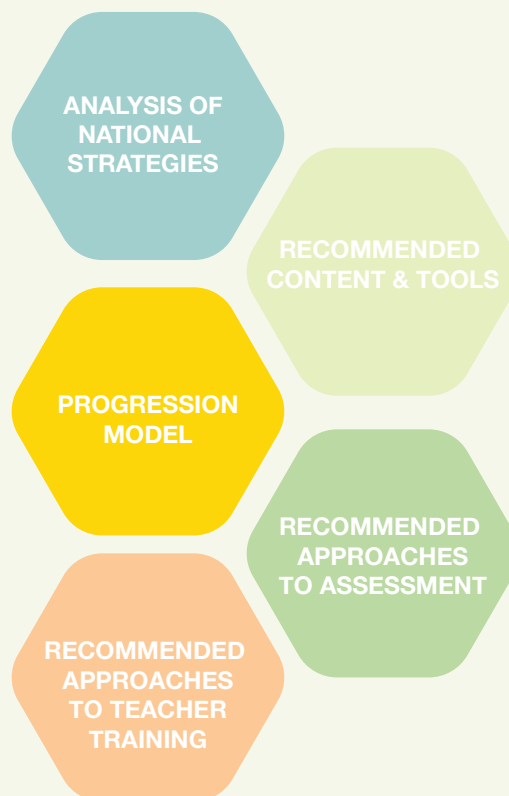 ANALYSIS OF
NATIONAL
STRATEGIES
RECOMMENDED
CONTENT & TOOLS
PROGRESSION
MODEL
RECOMMENDED
APPROACHES
TO ASSESSMENT
RECOMMENDED
APPROACHES
TO TEACHER
TRAINING